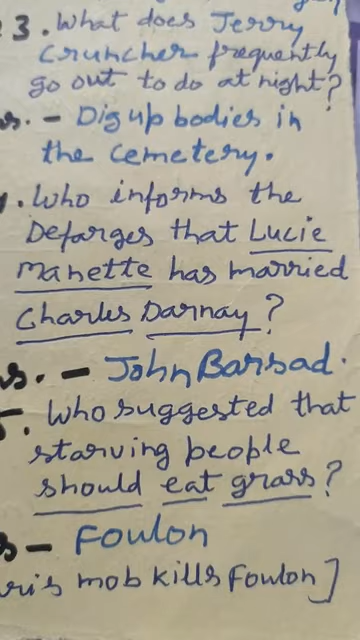 3. What does Jerry
Cruncher frequently
go out to do at night?
s. - Dig up bodies in
the cemetery.
. Who informs the
Defarges that Lucie
Manette has married
Charles Darnay?
s. - John Barsad.
. Who suggested that
starving people
should eat grass?
s - Foulon
ris mob kills Foulon]